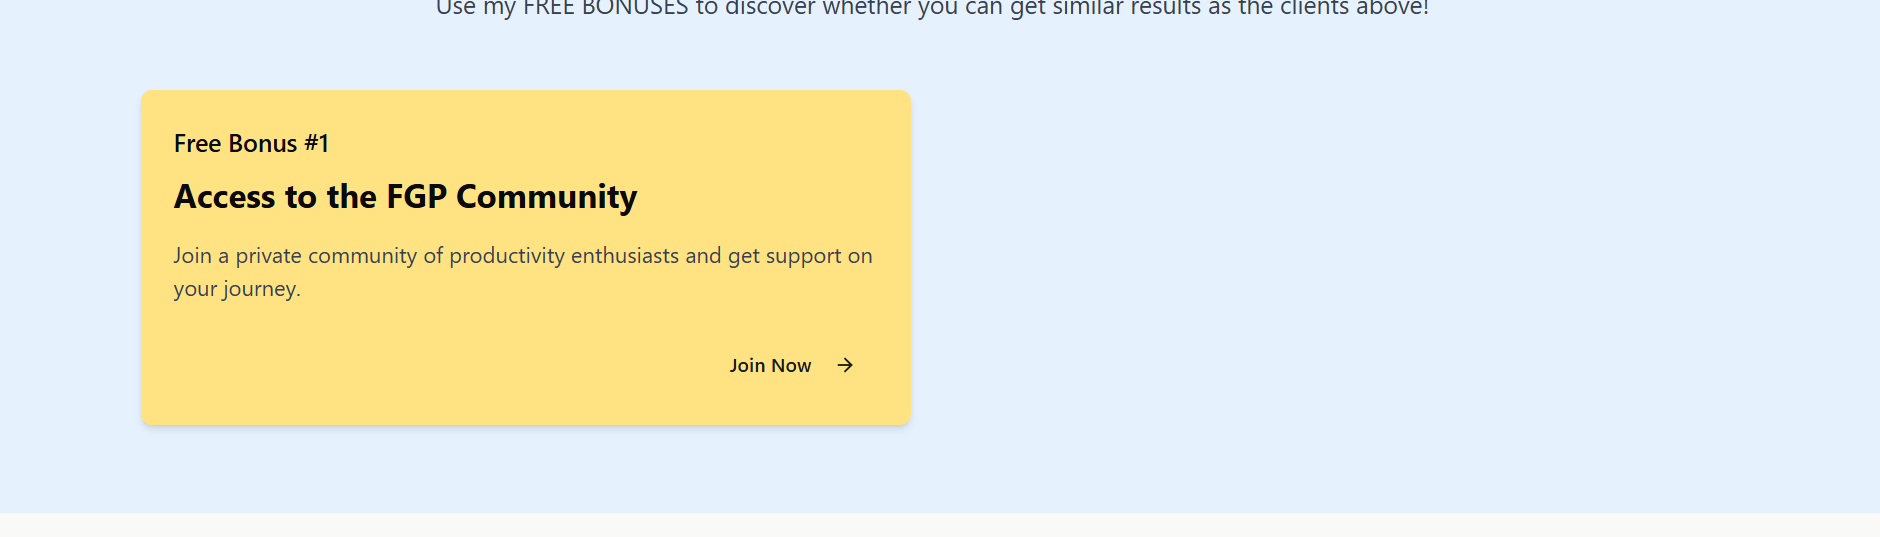 Use my FREE BONUSES to discover whether you can get similar results as the clients above!
Free Bonus #1
Access to the FGP Community
Join a private community of productivity enthusiasts and get support on
your journey.
Join Now